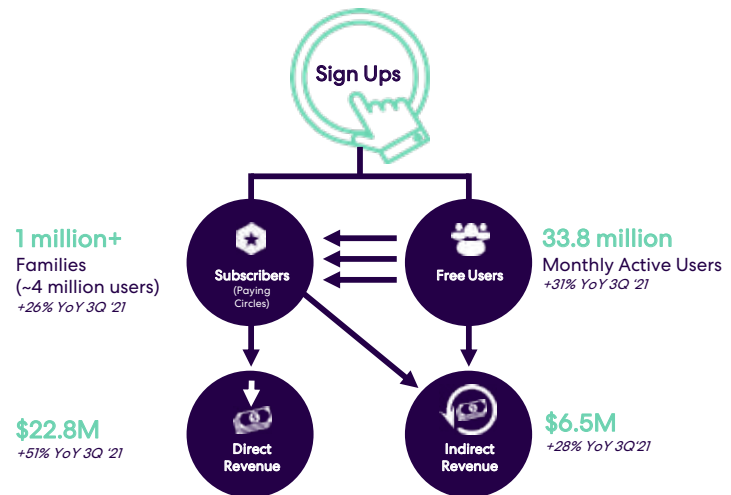 Sign Ups
1 million+
Families
(~4 million users)
+26% YoY 3Q ‘21
Subscribers
(Paying
Circles)
Free Users
33.8 million
Monthly Active Users
+31% YoY 3Q ‘21
$22.8M
+51% YoY 3Q ‘21
Direct
Revenue
Indirect
Revenue
$6.5M
+28% YoY 3Q‘21